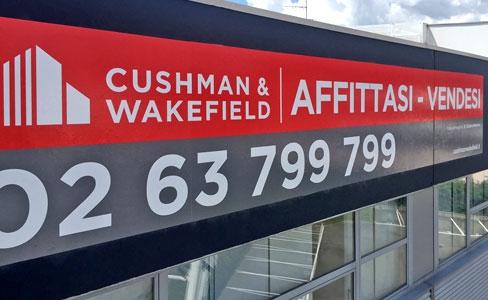 CUSHMAN &
WAKEFIELD
AFFITTASI - VENDESI
02 63 799 799